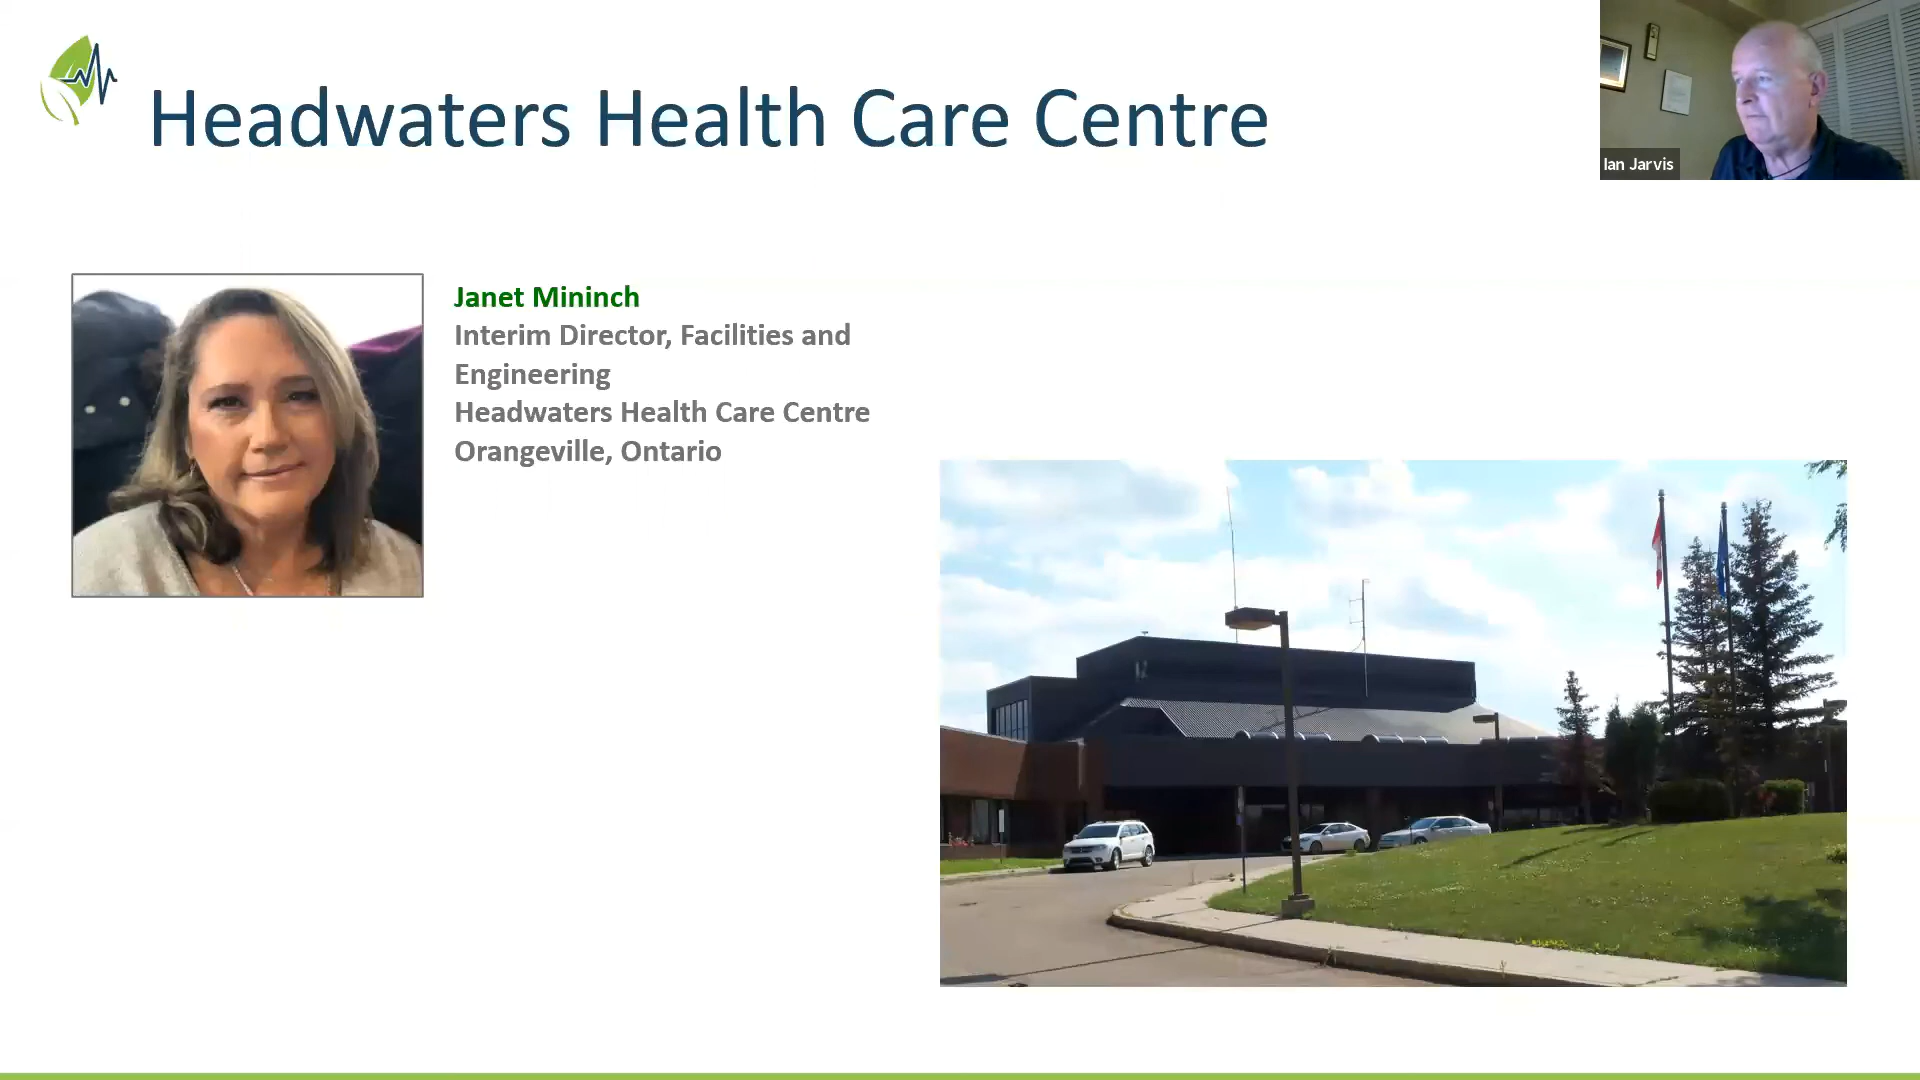 Headwaters Health Care Centre
Ian Jarvis
Janet Mininch
Interim Director, Facilities and
Engineering
Headwaters Health Care Centre
Orangeville, Ontario